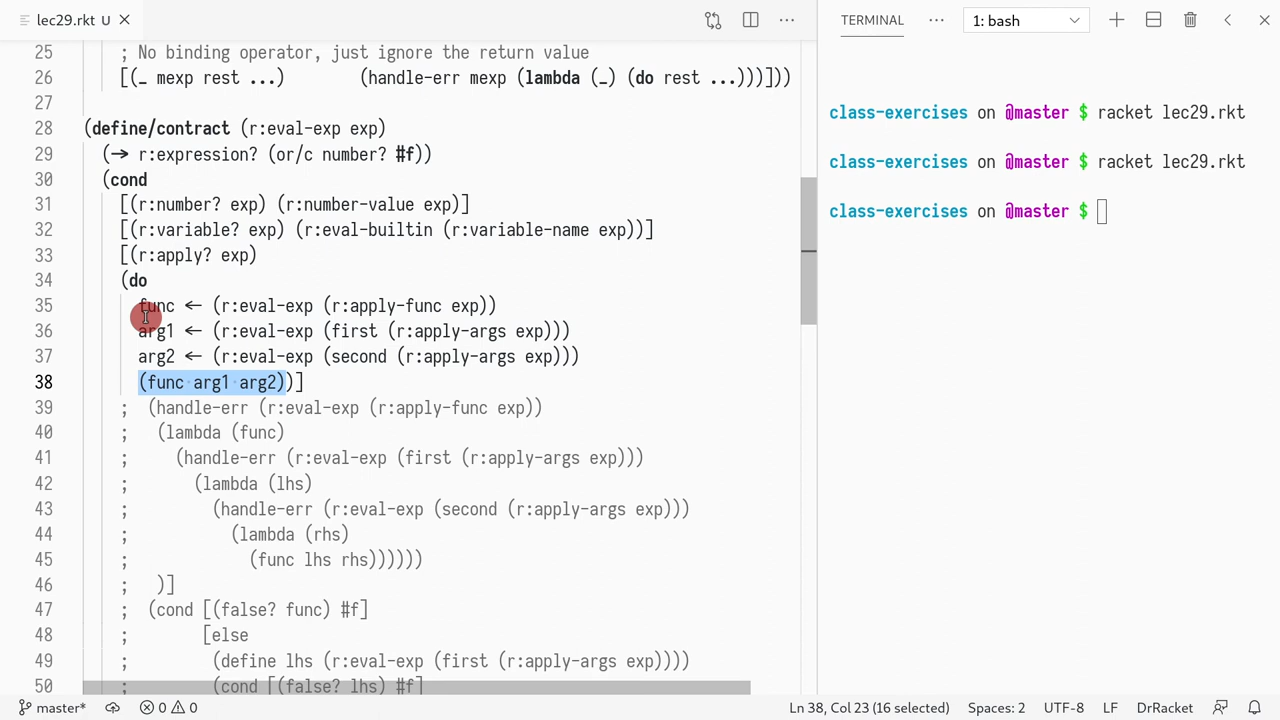 lec29.rkt U
25 ; No binding operator, just ignore the return value
26 [(_ mexp rest ...) (handle-err mexp (lambda (_) (do rest ...)))]))
27
28 (define/contract (r:eval-exp exp)
29 (→ r:expression? (or/c number? #f))
30 (cond
31 [(r:number? exp) (r:number-value exp)]
32 [(r:variable? exp) (r:eval-builtin (r:variable-name exp))]
33 [(r:apply? exp)
34 (do
35 func ← (r:eval-exp (r:apply-func exp))
36 arg1 ← (r:eval-exp (first (r:apply-args exp)))
37 arg2 ← (r:eval-exp (second (r:apply-args exp)))
38 (func arg1 arg2))]
39 ; (handle-err (r:eval-exp (r:apply-func exp))
40 ; (lambda (func)
41 ; (handle-err (r:eval-exp (first (r:apply-args exp)))
42 ; (lambda (lhs)
43 ; (handle-err (r:eval-exp (second (r:apply-args exp)))
44 ; (lambda (rhs)
45 ; (func lhs rhs))))))
46 ; )]
47 ; (cond [(false? func) #f]
48 ; [else
49 ; (define lhs (r:eval-exp (first (r:apply-args exp))))
50 ; (cond [(false? lhs) #f]
TERMINAL 1: bash
class-exercises on @master $ racket lec29.rkt
class-exercises on @master $ racket lec29.rkt
class-exercises on @master $
master* 0 0 Ln 38, Col 23 (16 selected) Spaces: 2 UTF-8 LF DrRacket